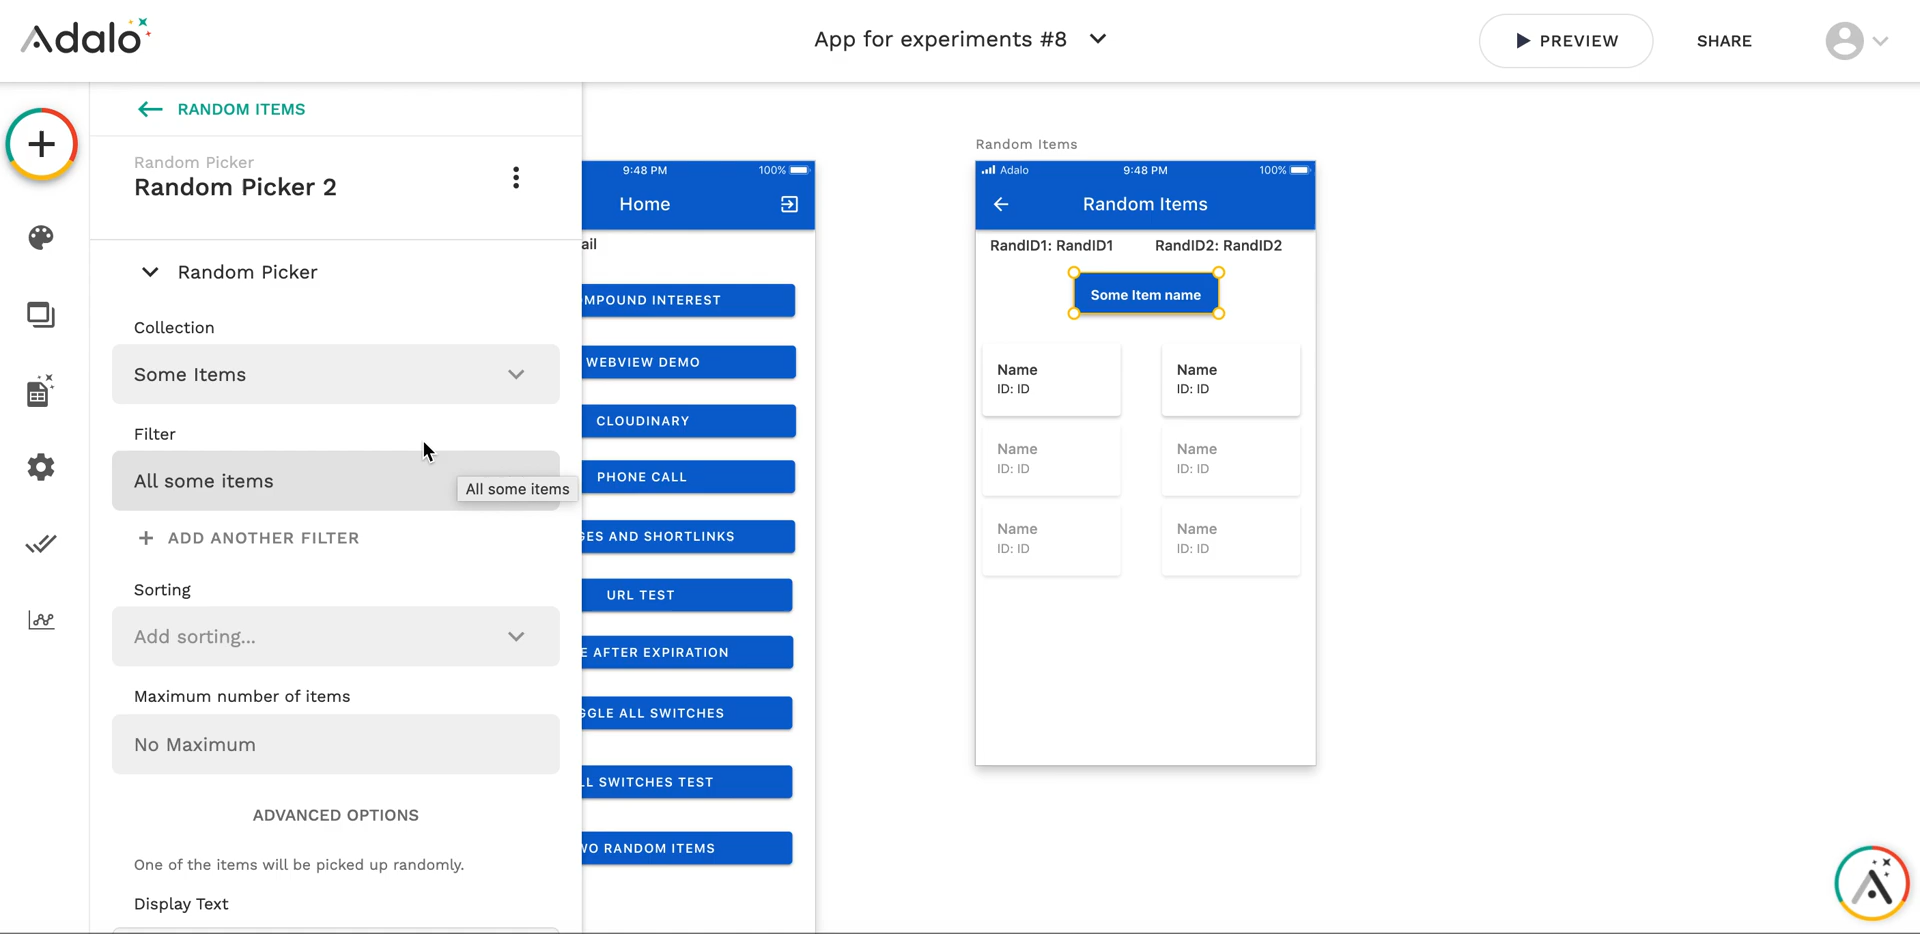 Adalo
App for experiments #8
PREVIEW
SHARE
RANDOM ITEMS
Random Picker
Random Picker 2
Random Picker
Collection
Some Items
Filter
All some items
All some items
ADD ANOTHER FILTER
Sorting
Add sorting...
Maximum number of items
No Maximum
ADVANCED OPTIONS
One of the items will be picked up randomly.
Display Text
9:48 PM
100%
Home
ail
MPOUND INTEREST
WEBVIEW DEMO
CLOUDINARY
PHONE CALL
GES AND SHORTLINKS
URL TEST
E AFTER EXPIRATION
GGLE ALL SWITCHES
LL SWITCHES TEST
WO RANDOM ITEMS
Random Items
Adalo
9:48 PM
100%
Random Items
RandID1: RandID1
RandID2: RandID2
Some Item name
Name
ID: ID
Name
ID: ID
Name
ID: ID
Name
ID: ID
Name
ID: ID
Name
ID: ID